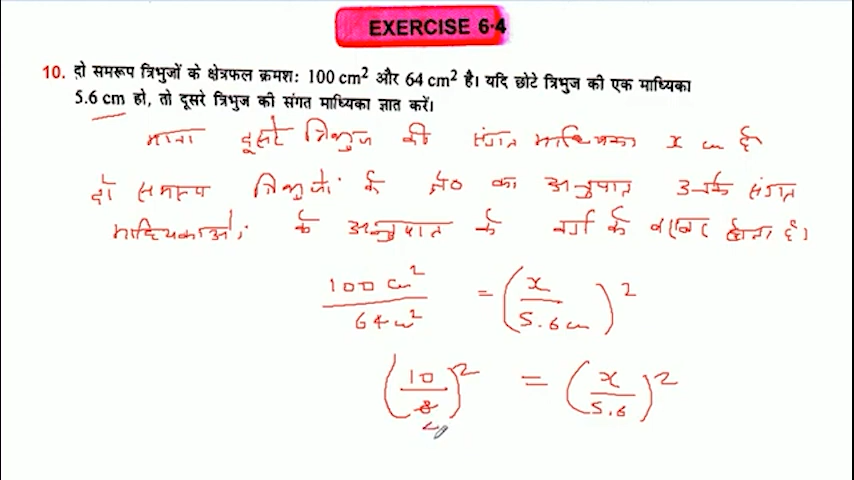 EXERCISE 6·4
10. दो समरूप त्रिभुजों के क्षेत्रफल क्रमशः 100 cm² और 64 cm² है। यदि छोटे त्रिभुज की एक माध्यिका
5.6 cm हो, तो दूसरे त्रिभुज की संगत माध्यिका ज्ञात करें।
माना दूसरे त्रिभुज की संगत माध्यिका x cm है
दो समरूप त्रिभुजों के क्षे० का अनुपात उनके संगत
माध्यिकाओं के अनुपात के वर्ग के बराबर होता है।
100 cm² / 64 cm² = (x / 5.6 cm)²
(10 / 8)² = (x / 5.6)²